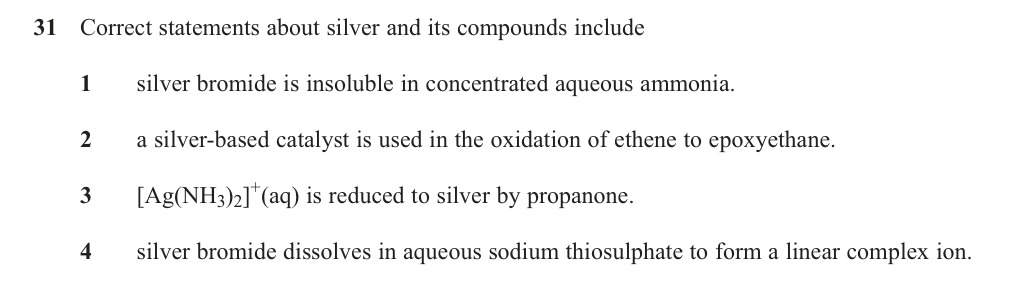 31 Correct statements about silver and its compounds include
1 silver bromide is insoluble in concentrated aqueous ammonia.
2 a silver-based catalyst is used in the oxidation of ethene to epoxyethane.
3 [Ag(NH₃)₂]⁺(aq) is reduced to silver by propanone.
4 silver bromide dissolves in aqueous sodium thiosulphate to form a linear complex ion.